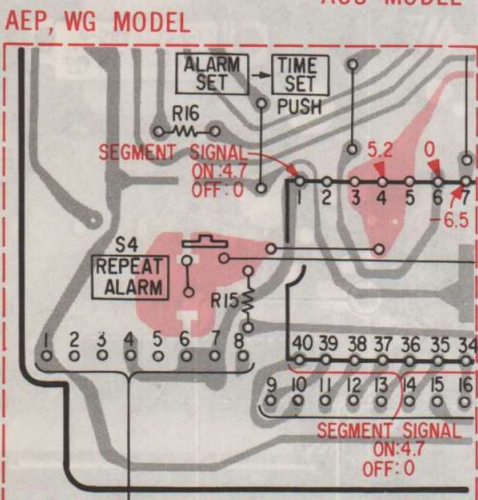 AUS MODEL
AEP, WG MODEL
ALARM SET
TIME SET
PUSH
R16
SEGMENT SIGNAL
ON:4.7
OFF:0
5.2
0
1 2 3 4 5 6 7
-6.5
S4
REPEAT ALARM
R15
1 2 3 4 5 6 7 8
40 39 38 37 36 35 34
9 10 11 12 13 14 15 16
SEGMENT SIGNAL
ON:4.7
OFF:0